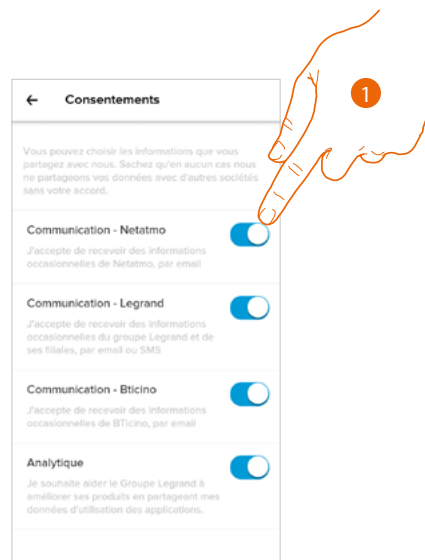 1
← Consentements
Vous pouvez choisir les informations que vous
partagez avec nous. Sachez qu'en aucun cas nous
ne partageons vos données avec d'autres sociétés
sans votre accord.
Communication - Netatmo
J'accepte de recevoir des informations
occasionnelles de Netatmo, par email
Communication - Legrand
J'accepte de recevoir des informations
occasionnelles du groupe Legrand et de
ses filiales, par email ou SMS
Communication - Bticino
J'accepte de recevoir des informations
occasionnelles de BTicino, par email
Analytique
Je souhaite aider le Groupe Legrand à
améliorer ses produits en partageant mes
données d'utilisation des applications.